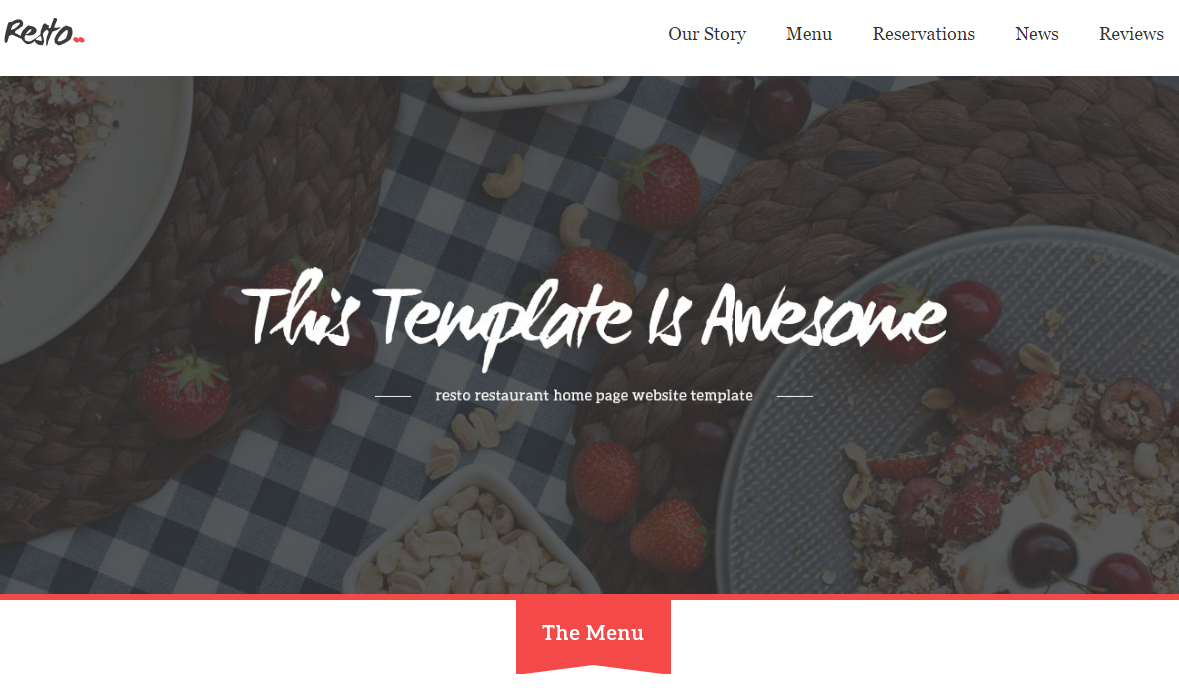 Resto
Our Story Menu Reservations News Reviews
This Template Is Awesome
resto restaurant home page website template
The Menu